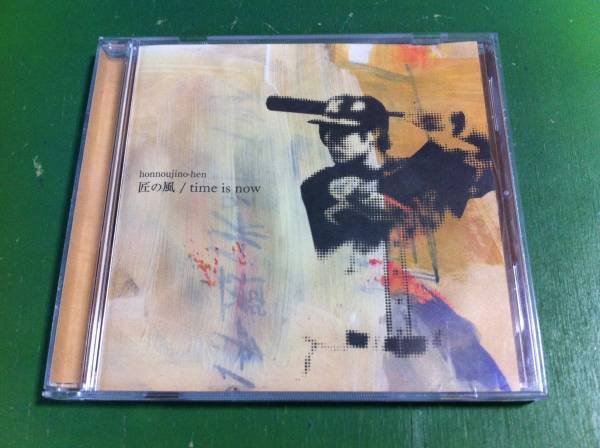 honnoujino-hen
匠の風 / time is now